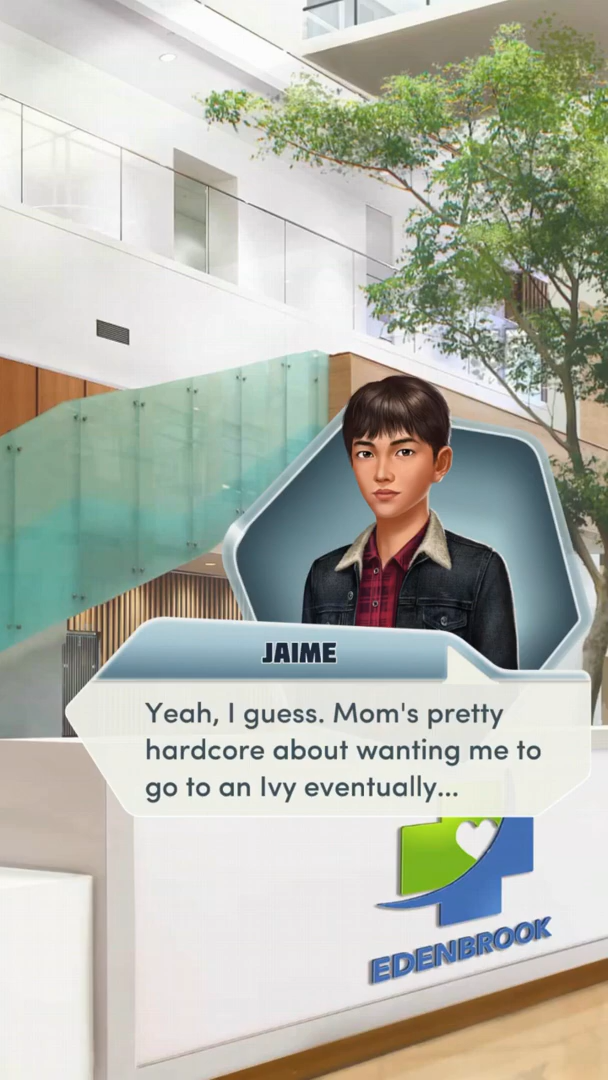 JAIME
Yeah, I guess. Mom's pretty
hardcore about wanting me to
go to an Ivy eventually...
EDENBROOK